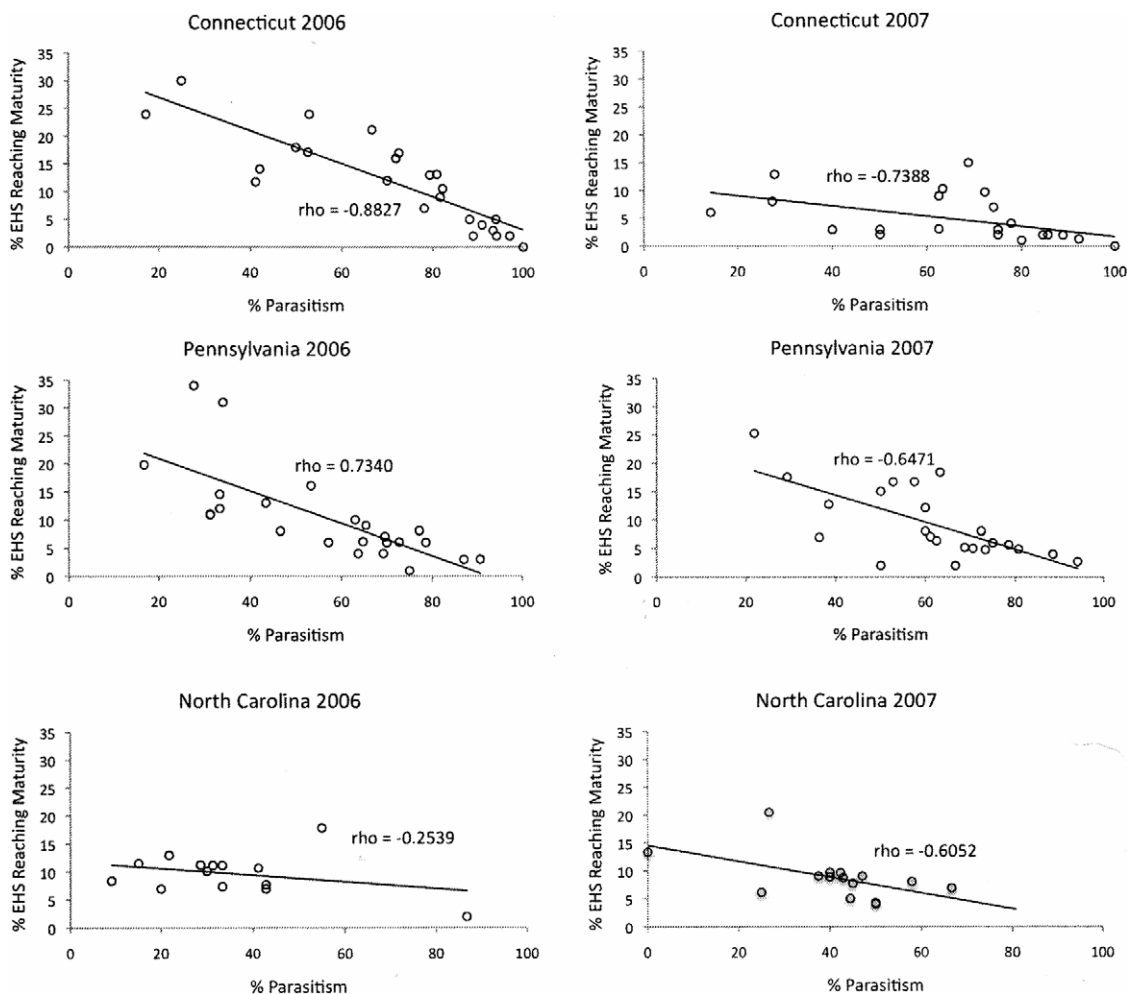 Connecticut 2006
35
30
25
20
15
10
5
0
% EHS Reaching Maturity
rho = -0.8827
0 20 40 60 80 100
% Parasitism
Connecticut 2007
35
30
25
20
15
10
5
0
% EHS Reaching Maturity
rho = -0.7388
0 20 40 60 80 100
% Parasitism
Pennsylvania 2006
35
30
25
20
15
10
5
0
% EHS Reaching Maturity
rho = 0.7340
0 20 40 60 80 100
% Parasitism
Pennsylvania 2007
35
30
25
20
15
10
5
0
% EHS Reaching Maturity
rho = -0.6471
0 20 40 60 80 100
% Parasitism
North Carolina 2006
35
30
25
20
15
10
5
0
% EHS Reaching Maturity
rho = -0.2539
0 20 40 60 80 100
% Parasitism
North Carolina 2007
35
30
25
20
15
10
5
0
% EHS Reaching Maturity
rho = -0.6052
0 20 40 60 80 100
% Parasitism